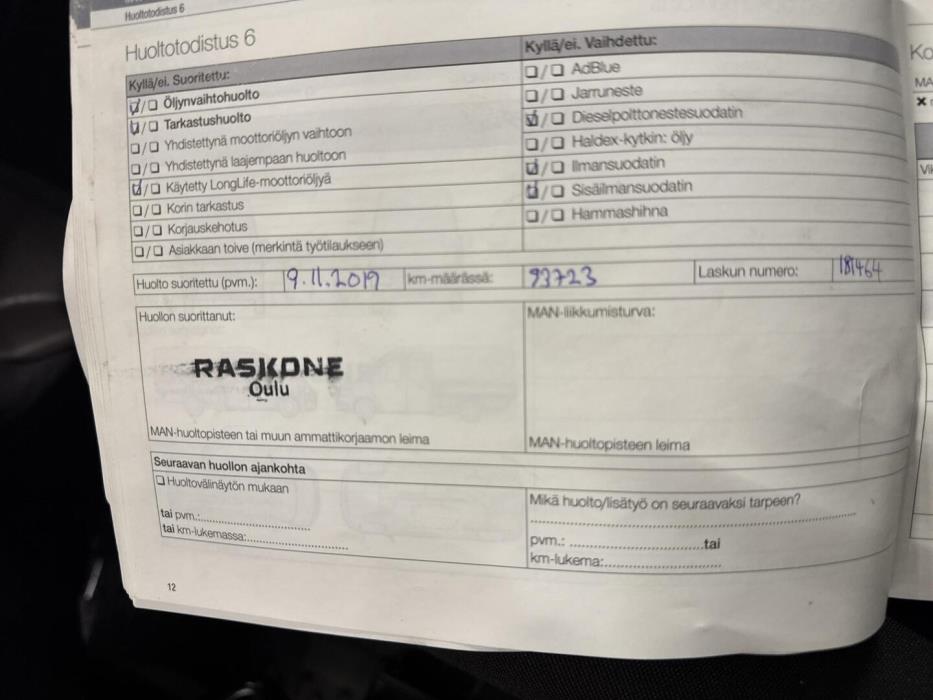 Huoltotodistus 6
Huoltotodistus 6
Kyllä/ei. Suoritettu:
☑/☐ Öljynvaihtohuolto
☑/☐ Tarkastushuolto
☐/☐ Yhdistettynä moottoriöljyn vaihtoon
☐/☐ Yhdistettynä laajempaan huoltoon
☑/☐ Käytetty LongLife-moottoriöljyä
☐/☐ Korin tarkastus
☐/☐ Korjauskehotus
☐/☐ Asiakkaan toive (merkintä työtilaukseen)
Kyllä/ei. Vaihdettu:
☐/☐ AdBlue
☐/☐ Jarruneste
☑/☐ Dieselpolttonestesuodatin
☐/☐ Haldex-kytkin: öljy
☑/☐ Ilmansuodatin
☑/☐ Sisäilmansuodatin
☐/☐ Hammashihna
Huolto suoritettu (pvm.): 9.11.2019 km-määrässä: 93723 Laskun numero: 181464
Huollon suorittanut:
RASKONE
Oulu
MAN-huoltopisteen tai muun ammattikorjaamon leima
MAN-liikkumisturva:
MAN-huoltopisteen leima
Seuraavan huollon ajankohta
☐ Huoltovälinäytön mukaan
tai pvm.:
tai km-lukemassa:
Mikä huolto/lisätyö on seuraavaksi tarpeen?
pvm.: tai
km-lukema:
12
Ko
MA